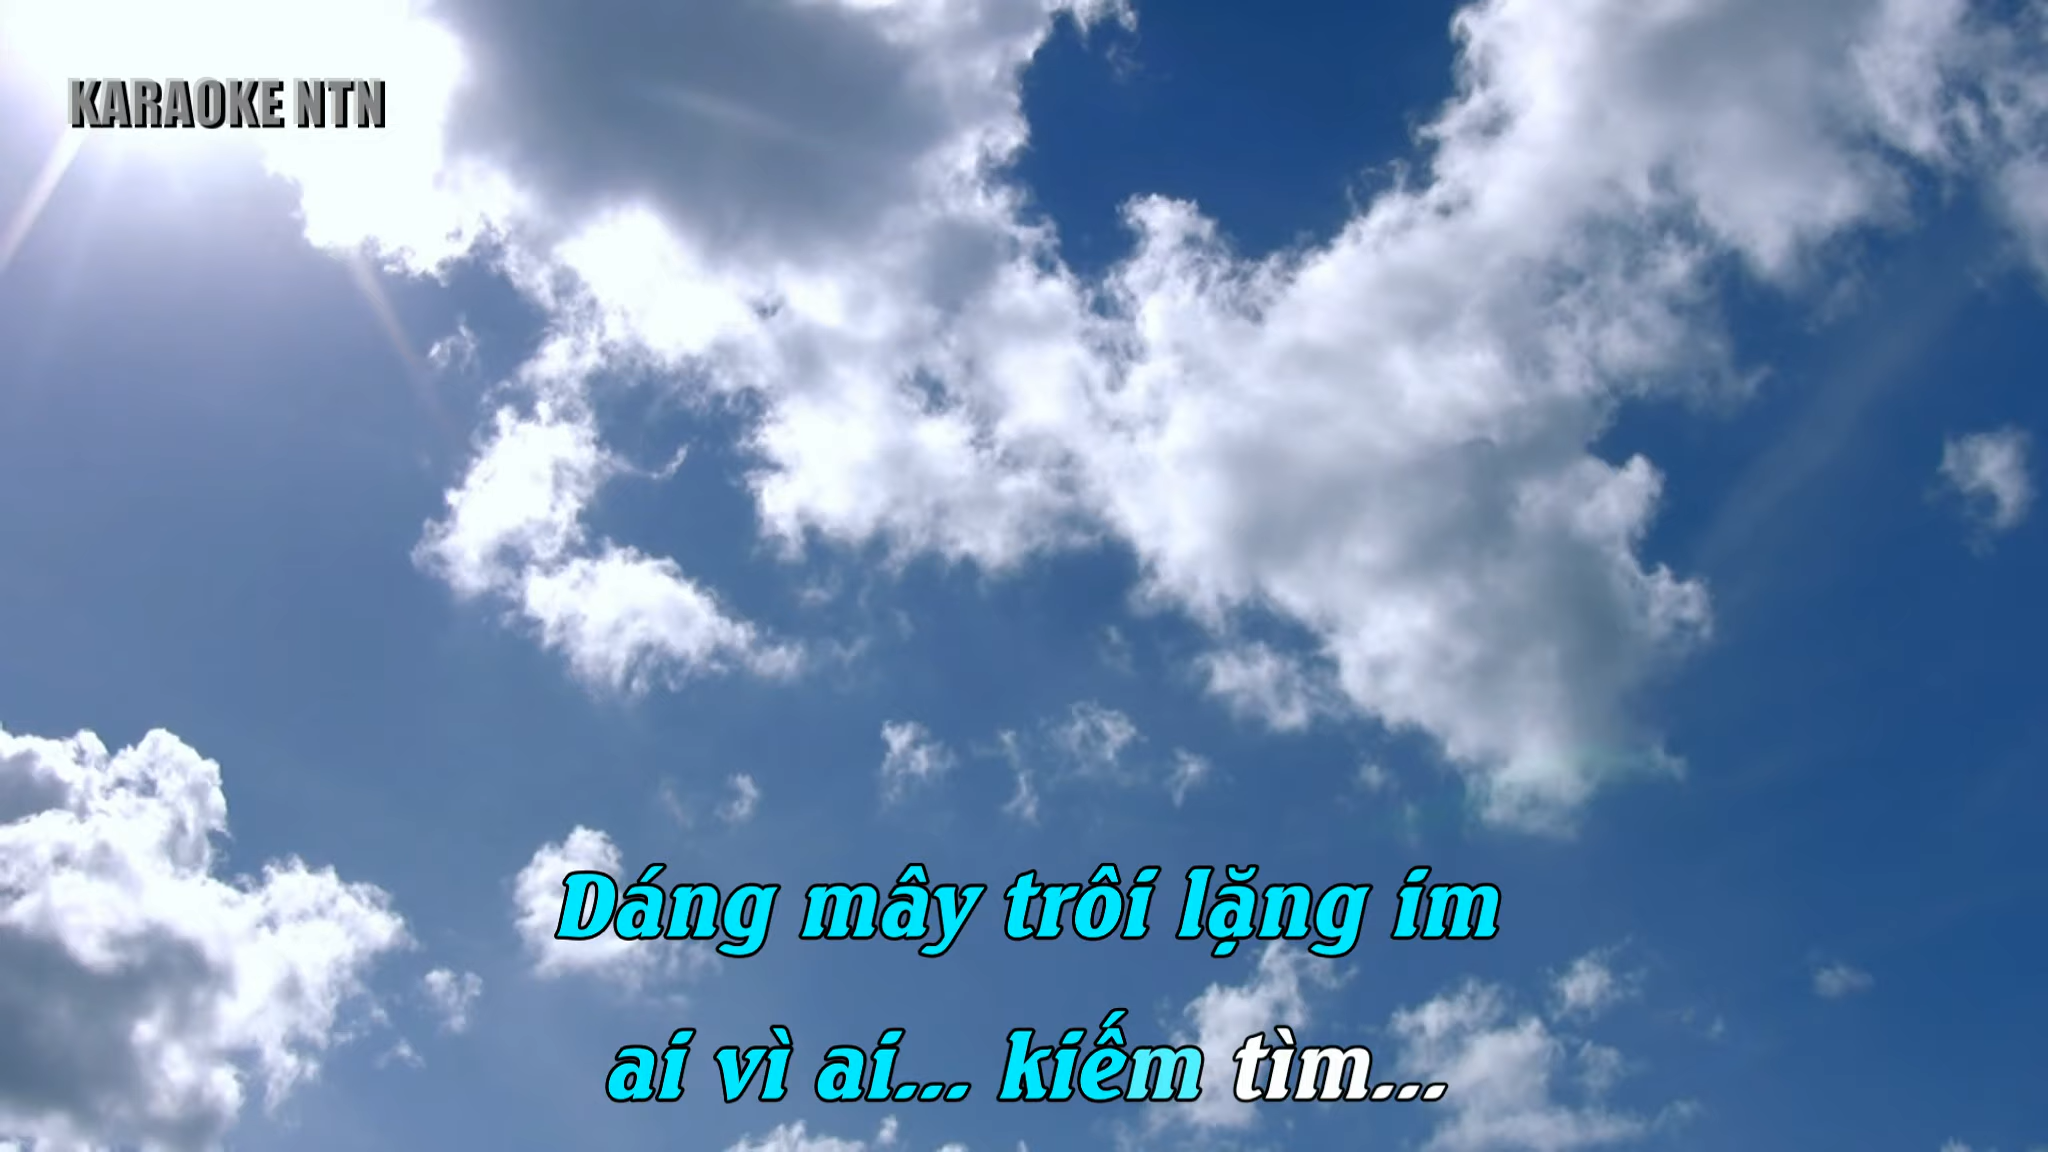 KARAOKE NTN
Dáng mây trôi lặng im
ai vì ai... kiếm tìm...